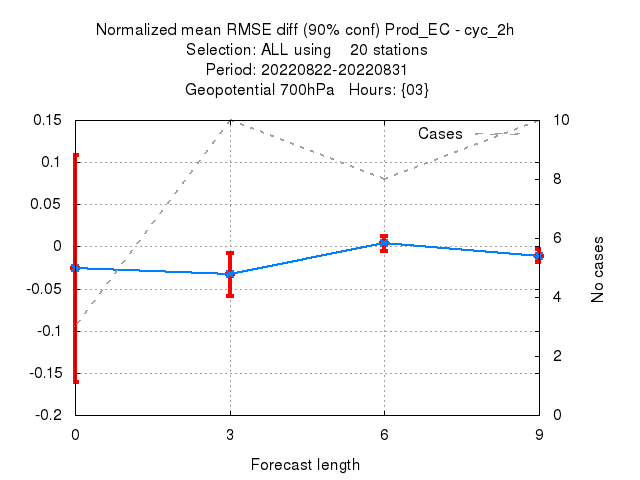 Normalized mean RMSE diff (90% conf) Prod_EC - cyc_2h
Selection: ALL using    20 stations
Period: 20220822-20220831
Geopotential 700hPa   Hours: {03}
Cases
0.15
0.1
0.05
0
-0.05
-0.1
-0.15
-0.2
10
8
6
4
2
0
No cases
0 3 6 9
Forecast length